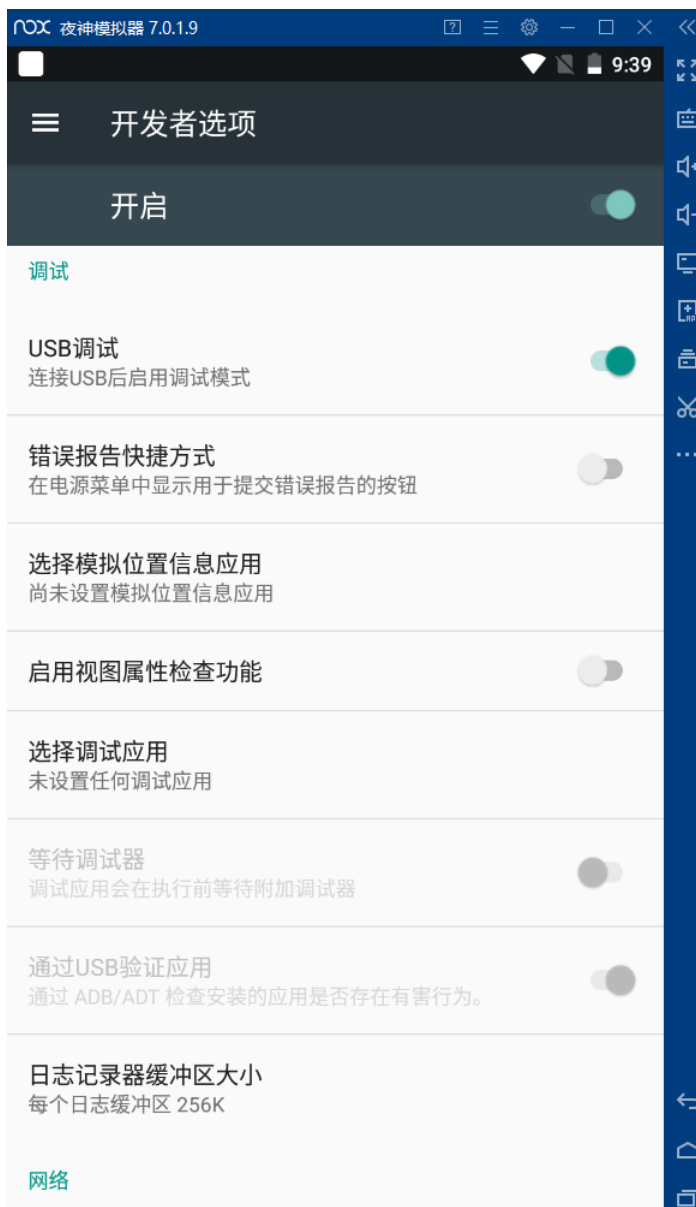 nox 夜神模拟器 7.0.1.9
9:39
开发者选项
开启
调试
USB调试
连接USB后启用调试模式
错误报告快捷方式
在电源菜单中显示用于提交错误报告的按钮
选择模拟位置信息应用
尚未设置模拟位置信息应用
启用视图属性检查功能
选择调试应用
未设置任何调试应用
等待调试器
调试应用会在执行前等待附加调试器
通过USB验证应用
通过 ADB/ADT 检查安装的应用是否存在有害行为。
日志记录器缓冲区大小
每个日志缓冲区 256K
网络